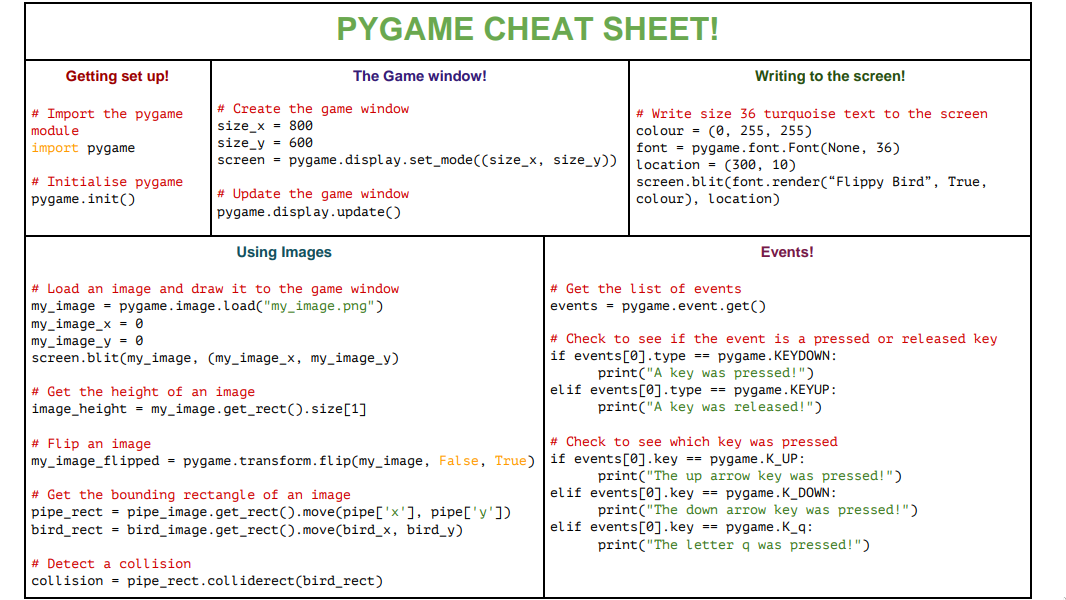 PYGAME CHEAT SHEET!
Getting set up!
# Import the pygame
module
import pygame
# Initialise pygame
pygame.init()
The Game window!
# Create the game window
size_x = 800
size_y = 600
screen = pygame.display.set_mode((size_x, size_y))
# Update the game window
pygame.display.update()
Writing to the screen!
# Write size 36 turquoise text to the screen
colour = (0, 255, 255)
font = pygame.font.Font(None, 36)
location = (300, 10)
screen.blit(font.render(“Flippy Bird”, True,
colour), location)
Using Images
# Load an image and draw it to the game window
my_image = pygame.image.load("my_image.png")
my_image_x = 0
my_image_y = 0
screen.blit(my_image, (my_image_x, my_image_y)
# Get the height of an image
image_height = my_image.get_rect().size[1]
# Flip an image
my_image_flipped = pygame.transform.flip(my_image, False, True)
# Get the bounding rectangle of an image
pipe_rect = pipe_image.get_rect().move(pipe['x'], pipe['y'])
bird_rect = bird_image.get_rect().move(bird_x, bird_y)
# Detect a collision
collision = pipe_rect.colliderect(bird_rect)
Events!
# Get the list of events
events = pygame.event.get()
# Check to see if the event is a pressed or released key
if events[0].type == pygame.KEYDOWN:
print("A key was pressed!")
elif events[0].type == pygame.KEYUP:
print("A key was released!")
# Check to see which key was pressed
if events[0].key == pygame.K_UP:
print("The up arrow key was pressed!")
elif events[0].key == pygame.K_DOWN:
print("The down arrow key was pressed!")
elif events[0].key == pygame.K_q:
print("The letter q was pressed!")